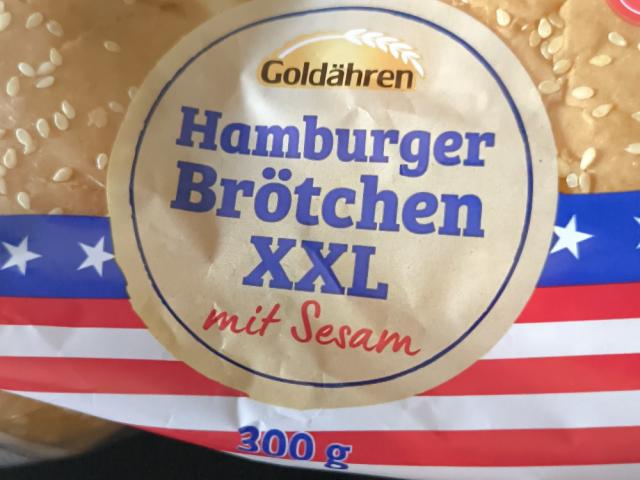 Goldähren
Hamburger
Brötchen
XXL
mit Sesam
300 g